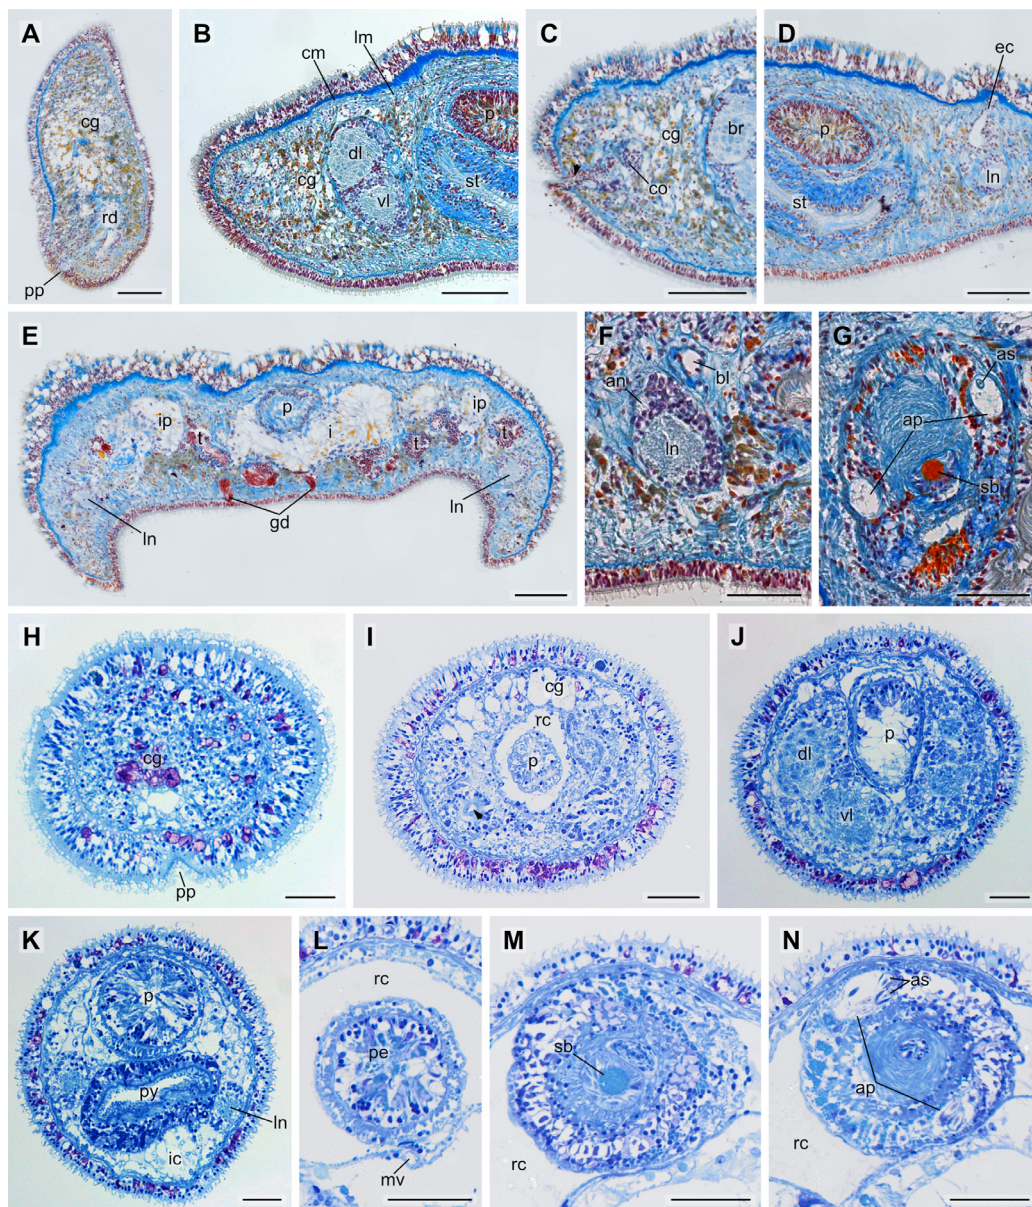 A
cg
rd
pp
B
cm
lm
p
dl
cg
st
vl
C
cg
br
co
D
ec
p
ln
st
E
ip
p
ip
t
i
t
t
ln
gd
ln
F
bl
an
ln
G
as
ap
sb
H
cg
pp
I
cg
rc
p
J
p
dl
vl
K
p
py
ln
ic
L
rc
pe
mv
M
sb
rc
N
as
ap
rc